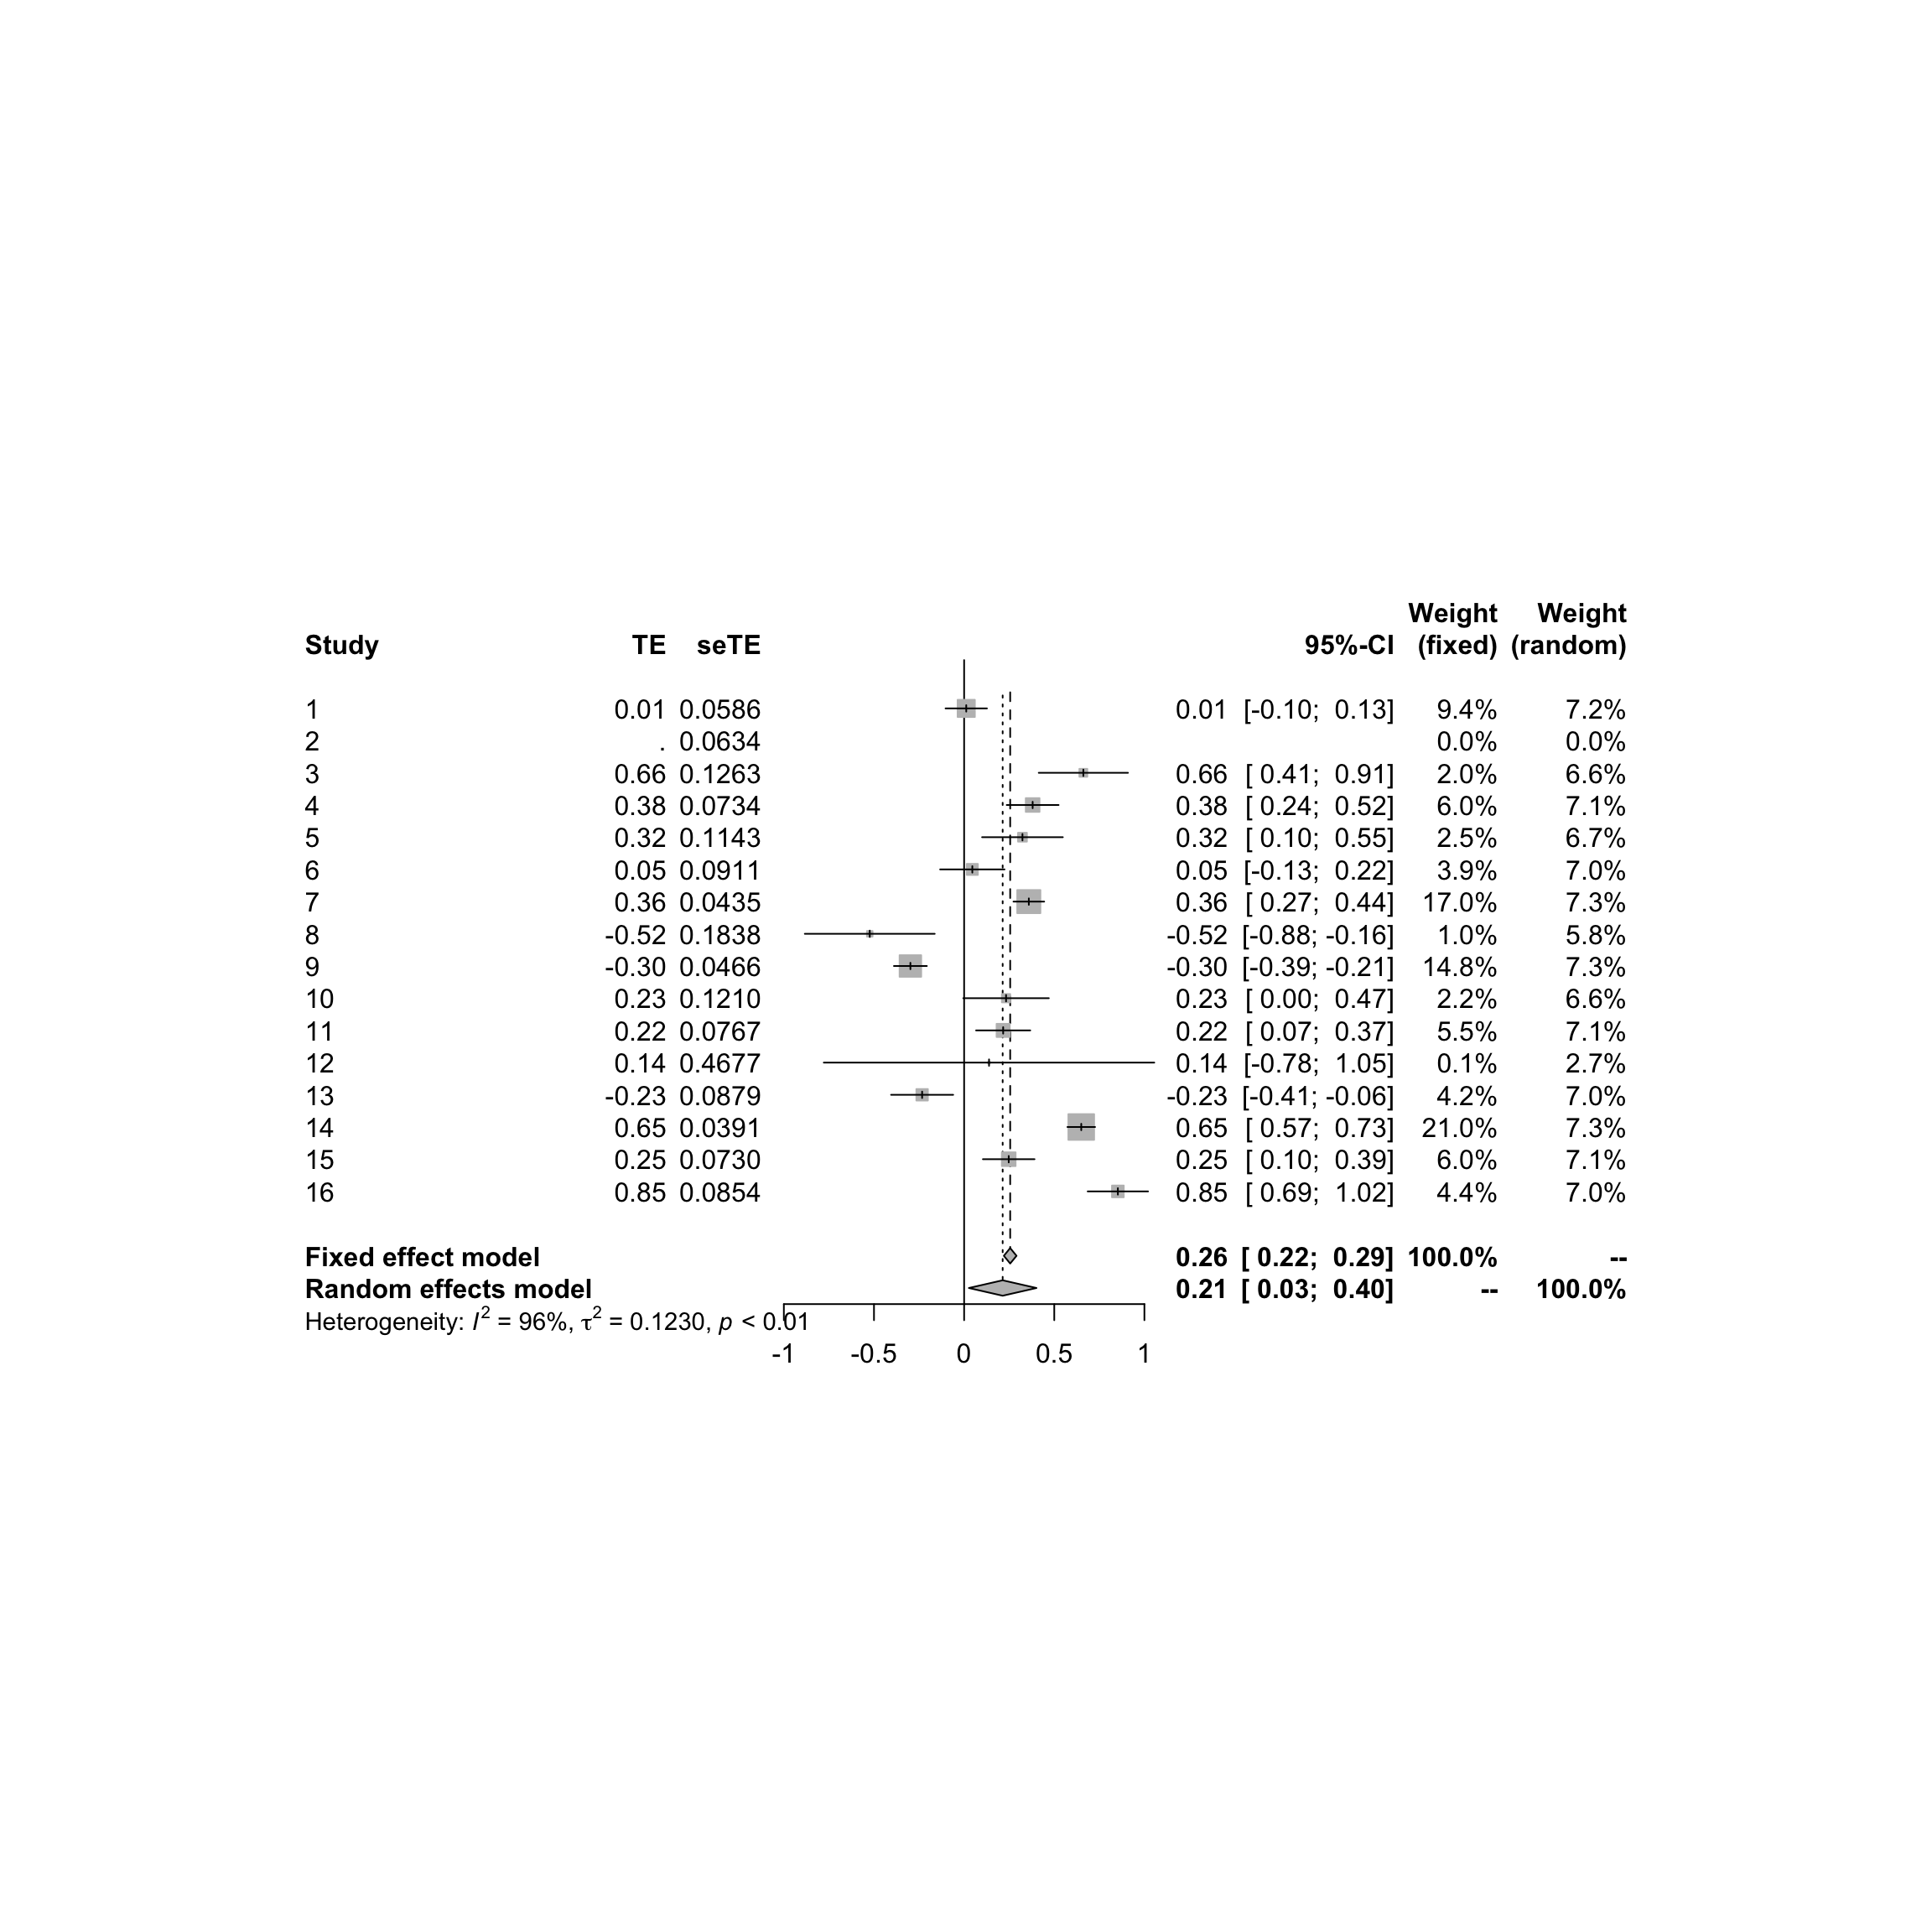 Weight Weight
Study TE seTE 95%-CI (fixed) (random)
1 0.01 0.0586 0.01 [-0.10; 0.13] 9.4% 7.2%
2 . 0.0634 0.0% 0.0%
3 0.66 0.1263 0.66 [ 0.41; 0.91] 2.0% 6.6%
4 0.38 0.0734 0.38 [ 0.24; 0.52] 6.0% 7.1%
5 0.32 0.1143 0.32 [ 0.10; 0.55] 2.5% 6.7%
6 0.05 0.0911 0.05 [-0.13; 0.22] 3.9% 7.0%
7 0.36 0.0435 0.36 [ 0.27; 0.44] 17.0% 7.3%
8 -0.52 0.1838 -0.52 [-0.88; -0.16] 1.0% 5.8%
9 -0.30 0.0466 -0.30 [-0.39; -0.21] 14.8% 7.3%
10 0.23 0.1210 0.23 [ 0.00; 0.47] 2.2% 6.6%
11 0.22 0.0767 0.22 [ 0.07; 0.37] 5.5% 7.1%
12 0.14 0.4677 0.14 [-0.78; 1.05] 0.1% 2.7%
13 -0.23 0.0879 -0.23 [-0.41; -0.06] 4.2% 7.0%
14 0.65 0.0391 0.65 [ 0.57; 0.73] 21.0% 7.3%
15 0.25 0.0730 0.25 [ 0.10; 0.39] 6.0% 7.1%
16 0.85 0.0854 0.85 [ 0.69; 1.02] 4.4% 7.0%
Fixed effect model 0.26 [ 0.22; 0.29] 100.0% --
Random effects model 0.21 [ 0.03; 0.40] -- 100.0%
Heterogeneity: I² = 96%, τ² = 0.1230, p < 0.01
-1 -0.5 0 0.5 1